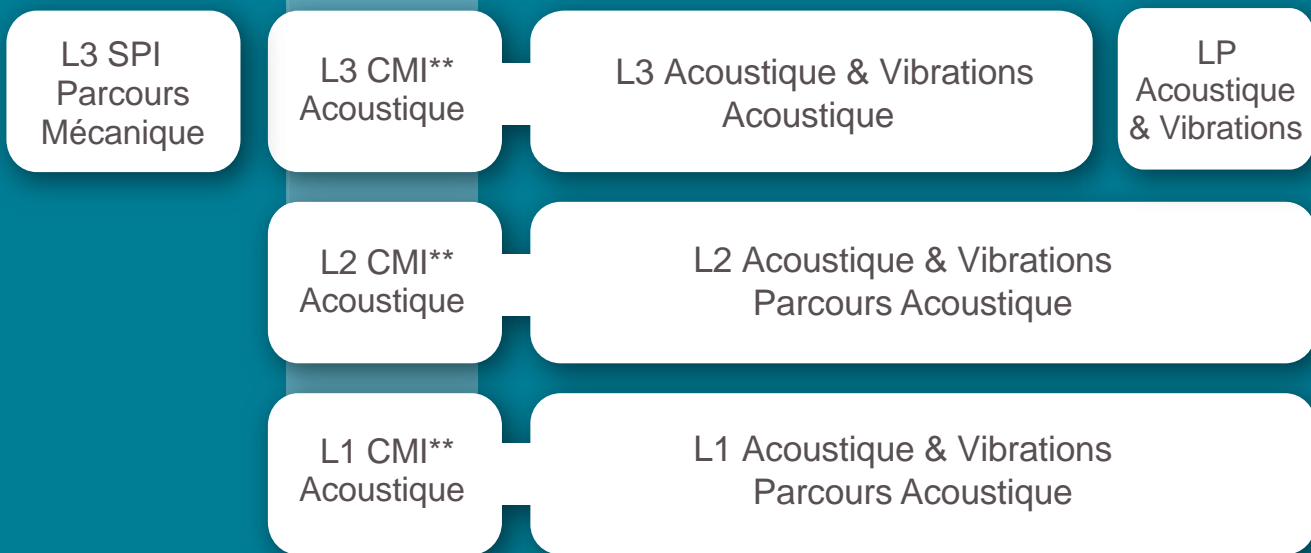 L3 SPI
Parcours
Mécanique
L3 CMI**
Acoustique
L3 Acoustique & Vibrations
Acoustique
LP
Acoustique
& Vibrations
L2 CMI**
Acoustique
L2 Acoustique & Vibrations
Parcours Acoustique
L1 CMI**
Acoustique
L1 Acoustique & Vibrations
Parcours Acoustique